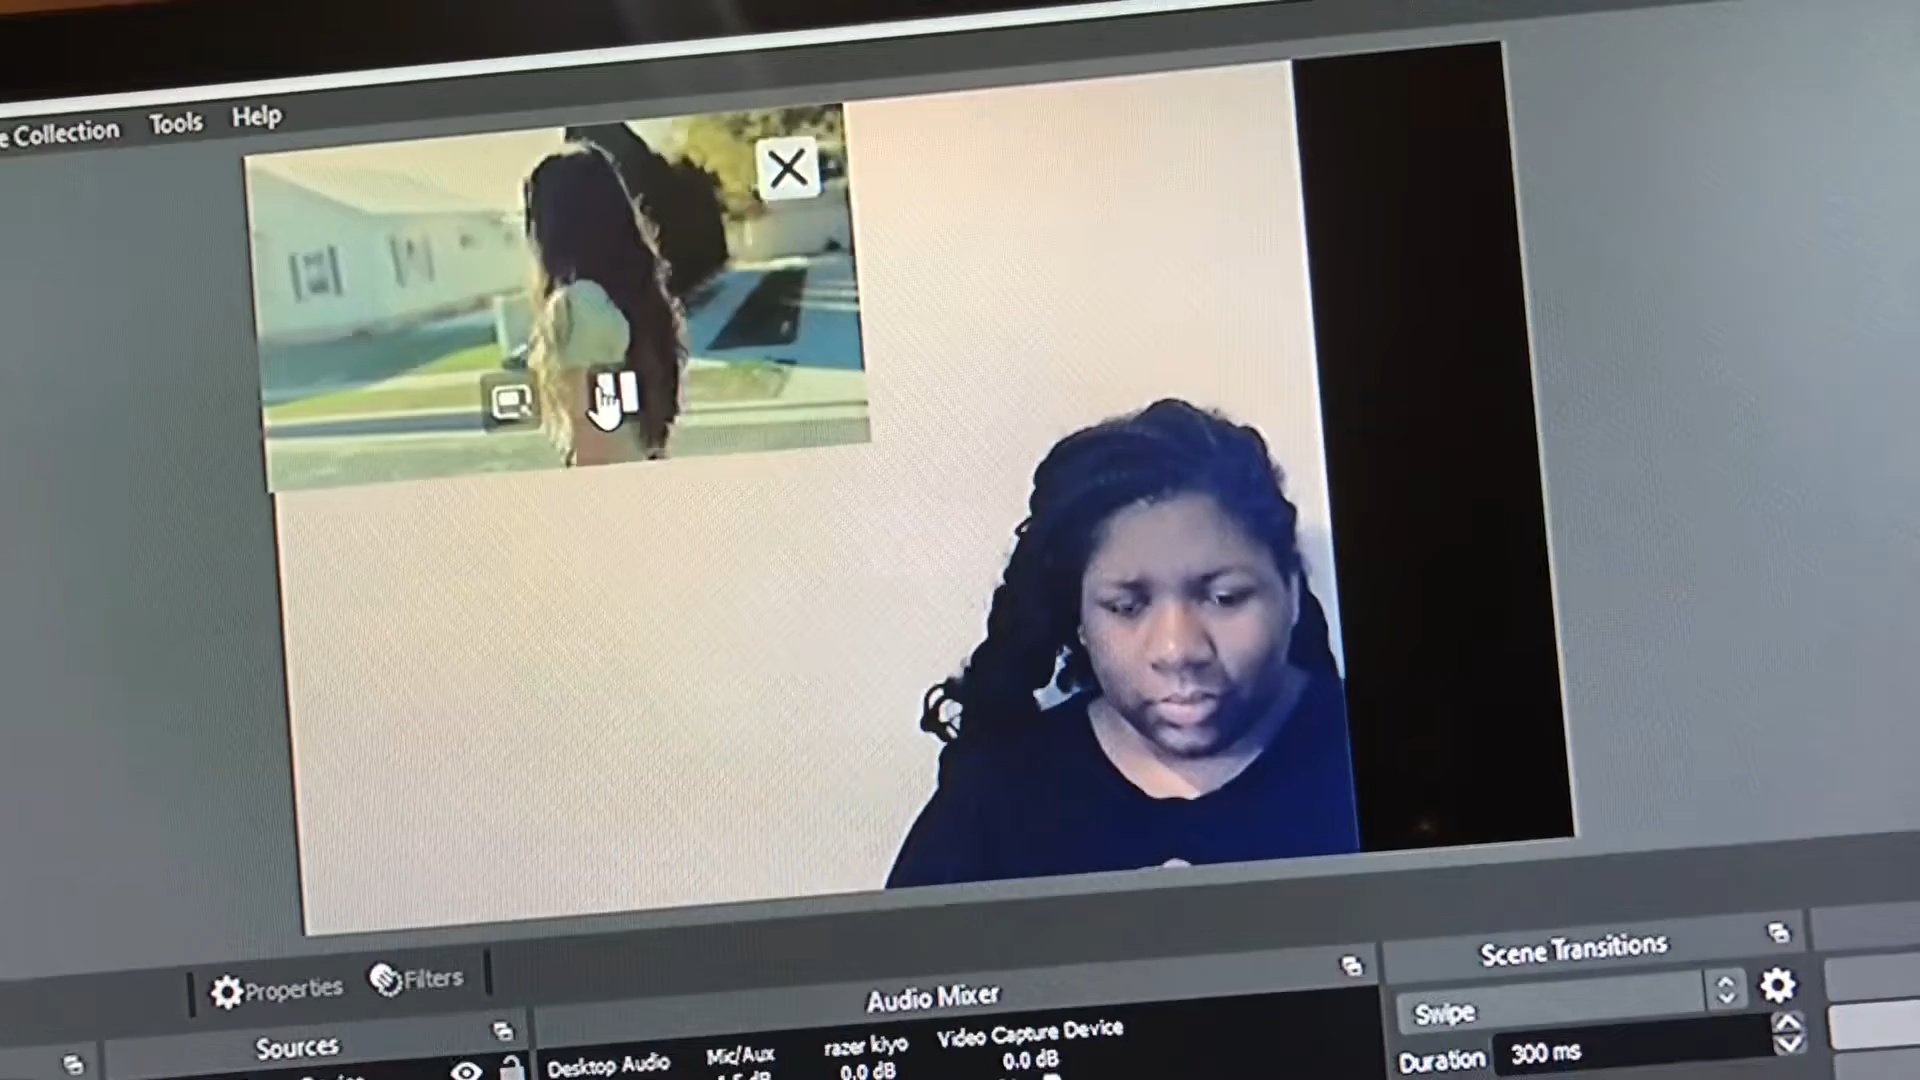 e Collection Tools Help
Properties Filters
Scene Transitions
Audio Mixer
Swipe
Sources
Desktop Audio Mic/Aux razer kiyo Video Capture Device
0.0 dB 0.0 dB
Duration 300 ms